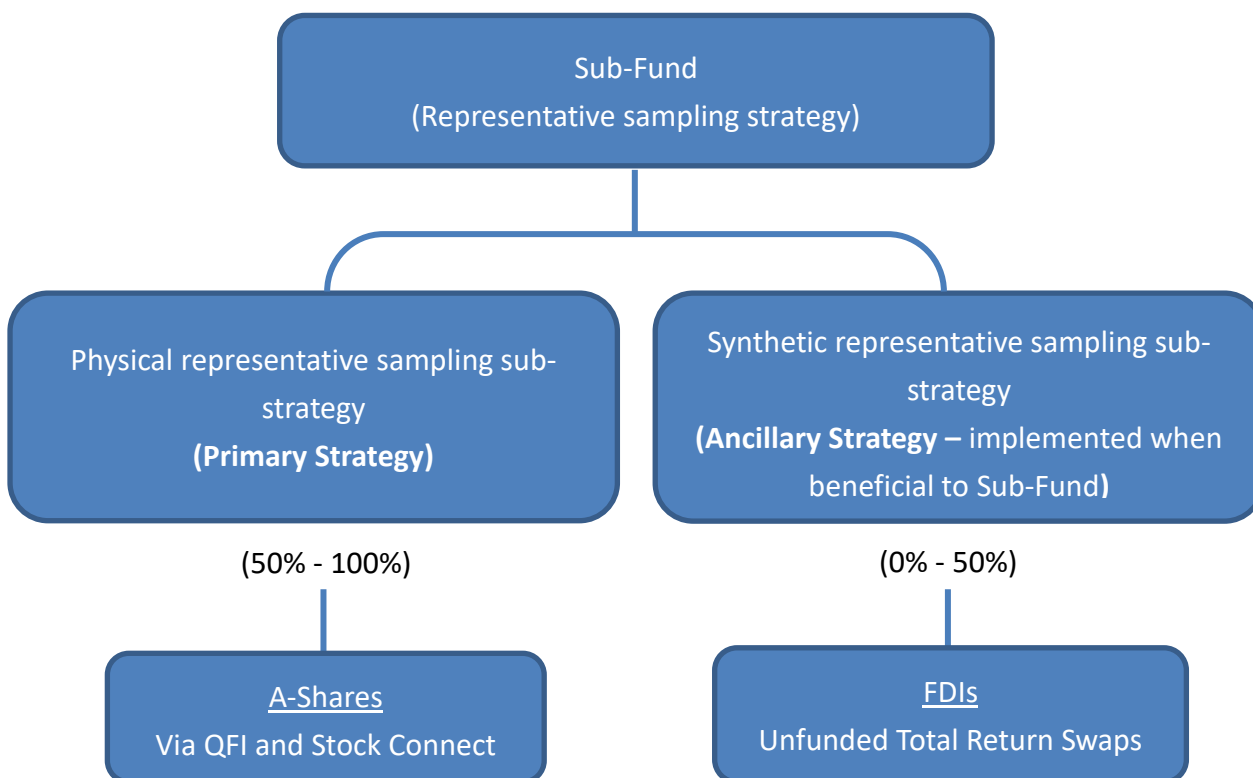 Sub-Fund
(Representative sampling strategy)
Physical representative sampling sub-
strategy
(Primary Strategy)
Synthetic representative sampling sub-
strategy
(Ancillary Strategy – implemented when
beneficial to Sub-Fund)
(50% - 100%)
(0% - 50%)
A-Shares
Via QFI and Stock Connect
FDIs
Unfunded Total Return Swaps